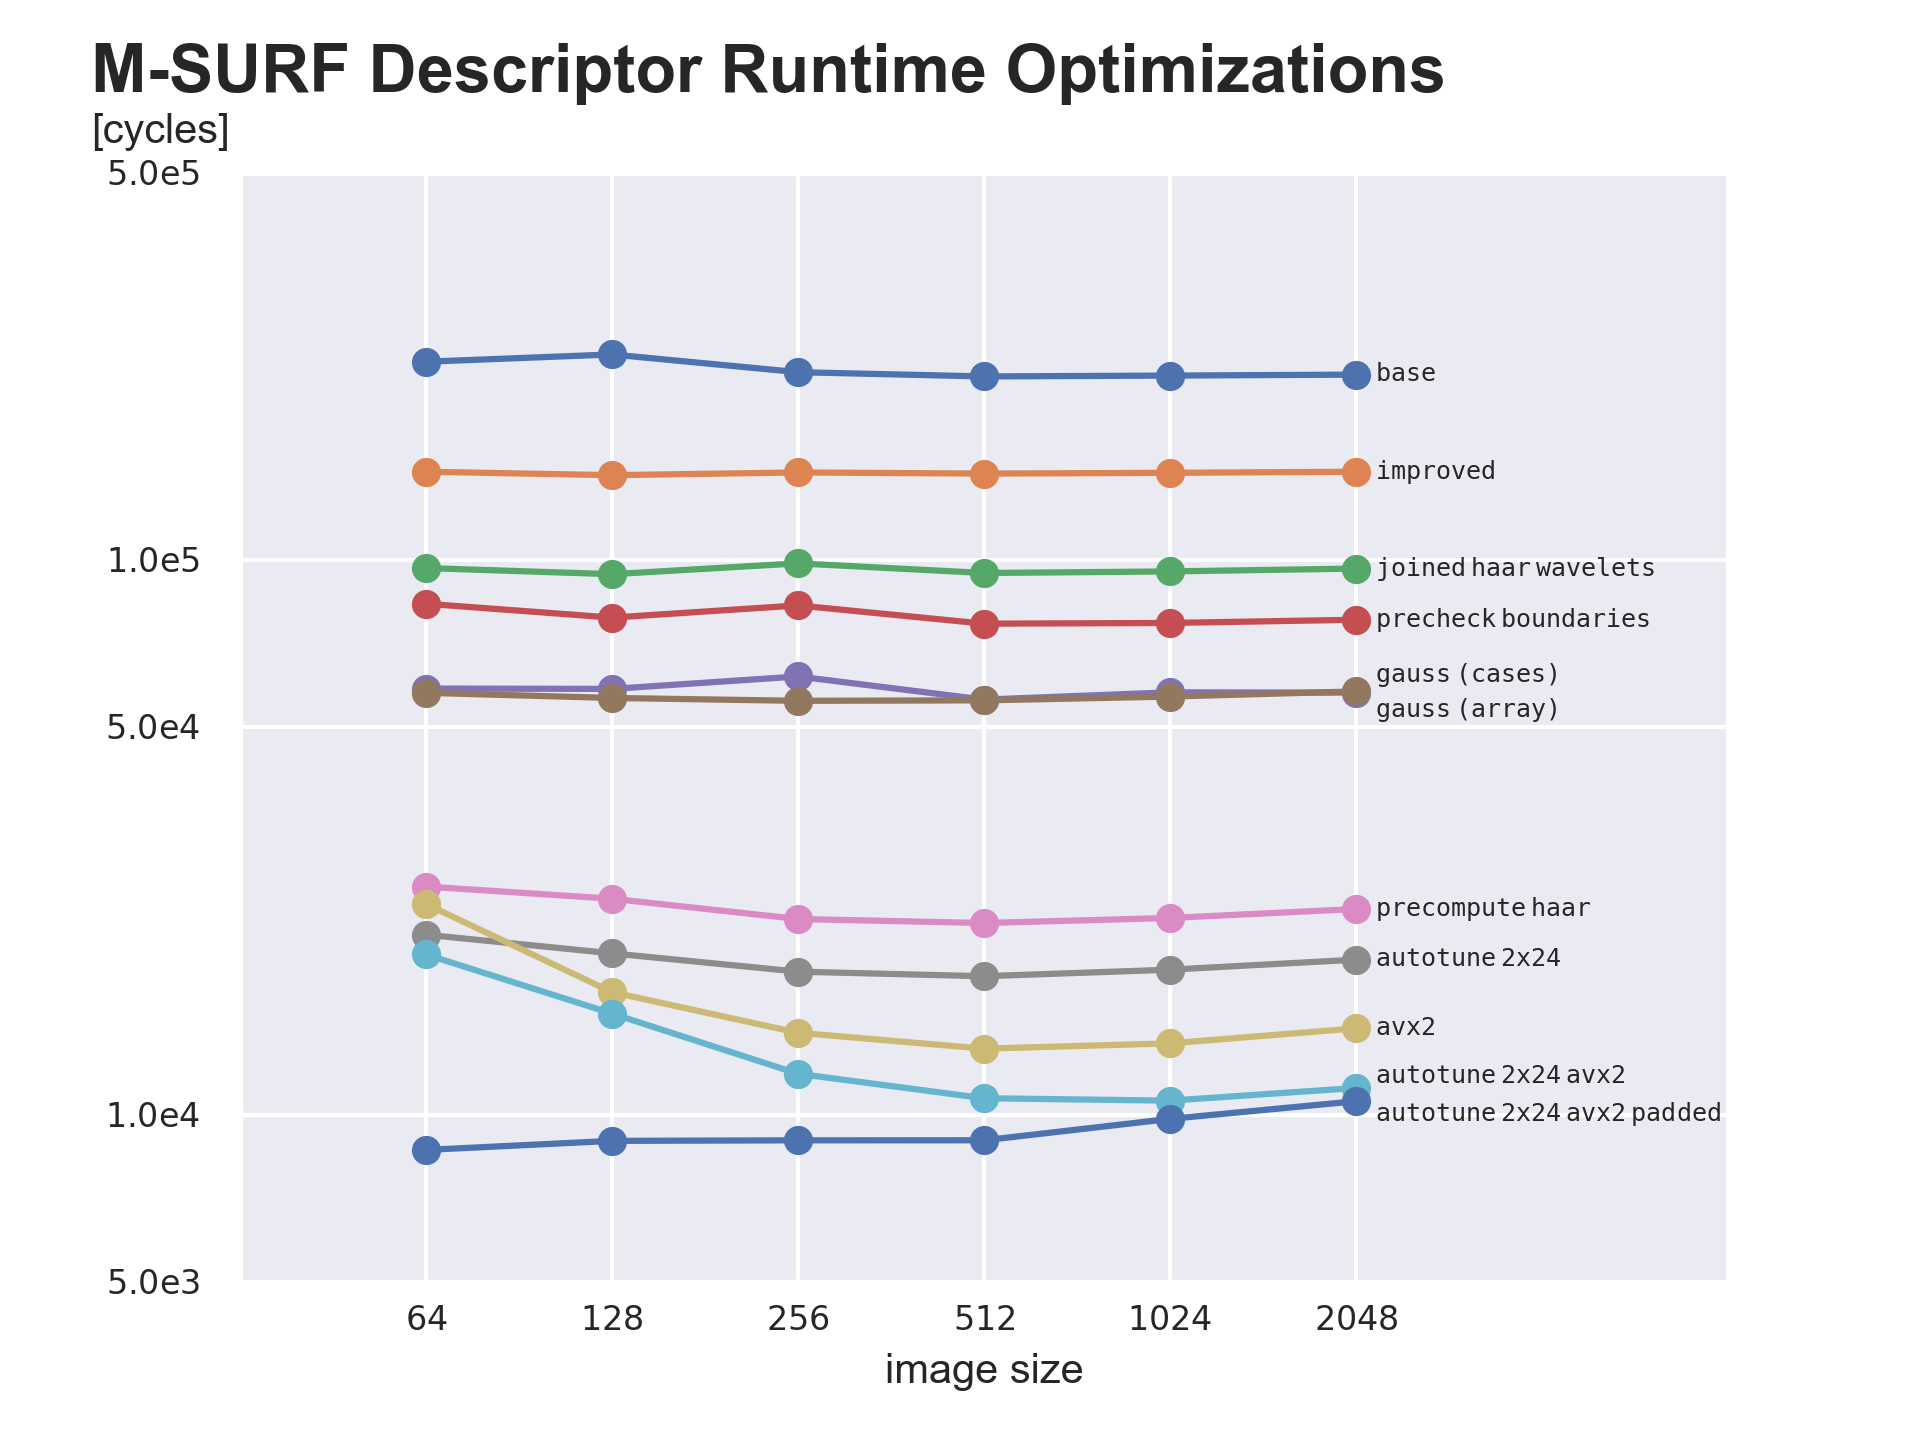 M-SURF Descriptor Runtime Optimizations
[cycles]
5.0e5
1.0e5
5.0e4
1.0e4
5.0e3
base
improved
joined haar wavelets
precheck boundaries
gauss (cases)
gauss (array)
precompute haar
autotune 2x24
avx2
autotune 2x24 avx2
autotune 2x24 avx2 padded
64 128 256 512 1024 2048
image size